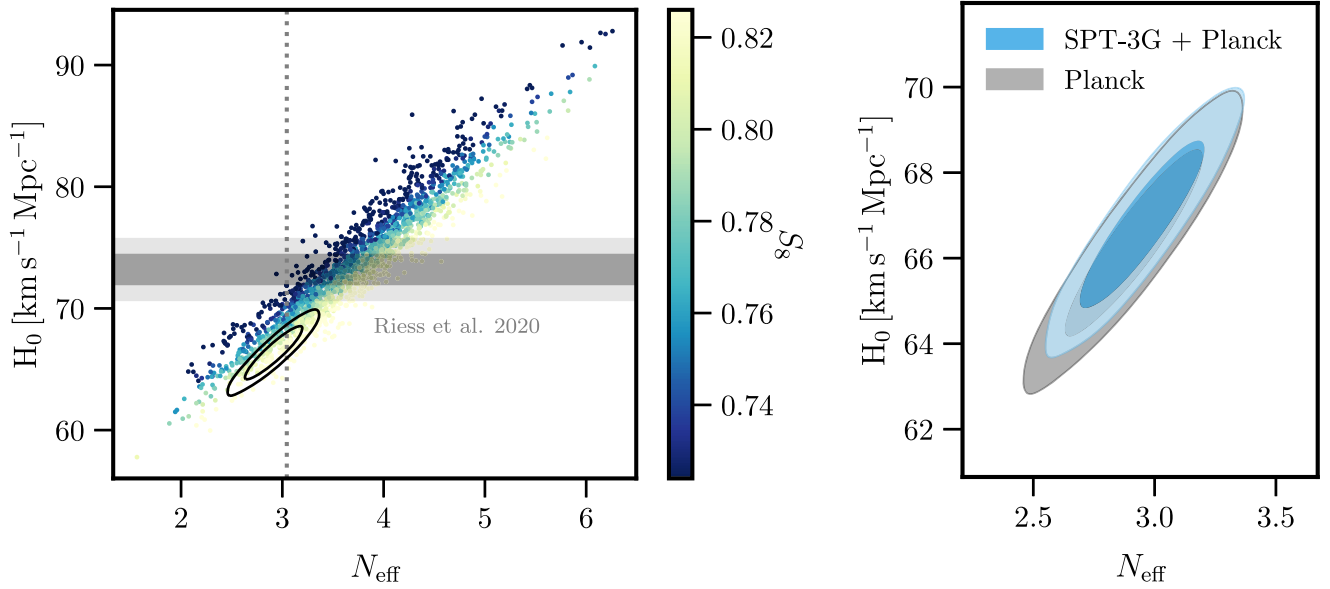 90
80
70
60
H₀ [km s⁻¹ Mpc⁻¹]
Riess et al. 2020
2 3 4 5 6
N_eff
0.82
0.80
0.78
0.76
0.74
S₈
SPT-3G + Planck
Planck
70
68
66
64
62
H₀ [km s⁻¹ Mpc⁻¹]
2.5 3.0 3.5
N_eff